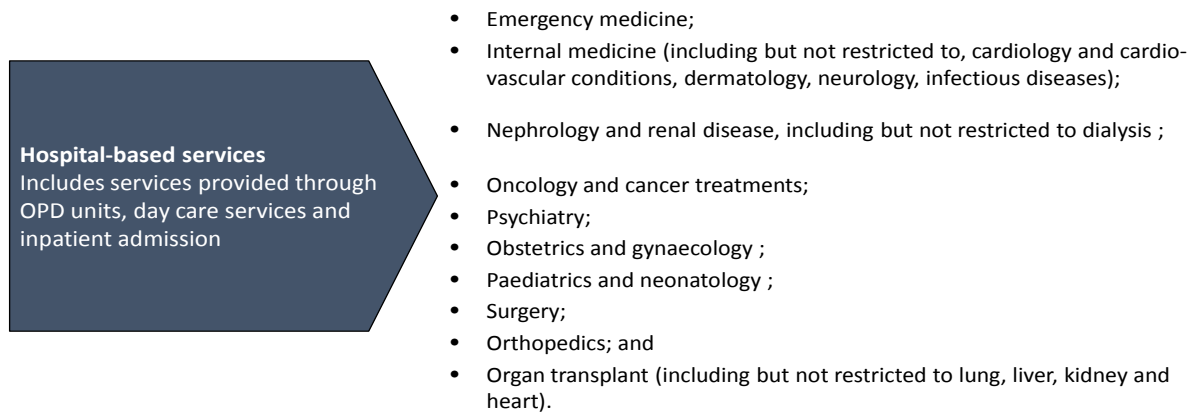 Hospital-based services
Includes services provided through
OPD units, day care services and
inpatient admission
• Emergency medicine;
• Internal medicine (including but not restricted to, cardiology and cardio-
vascular conditions, dermatology, neurology, infectious diseases);
• Nephrology and renal disease, including but not restricted to dialysis ;
• Oncology and cancer treatments;
• Psychiatry;
• Obstetrics and gynaecology ;
• Paediatrics and neonatology ;
• Surgery;
• Orthopedics; and
• Organ transplant (including but not restricted to lung, liver, kidney and
heart).